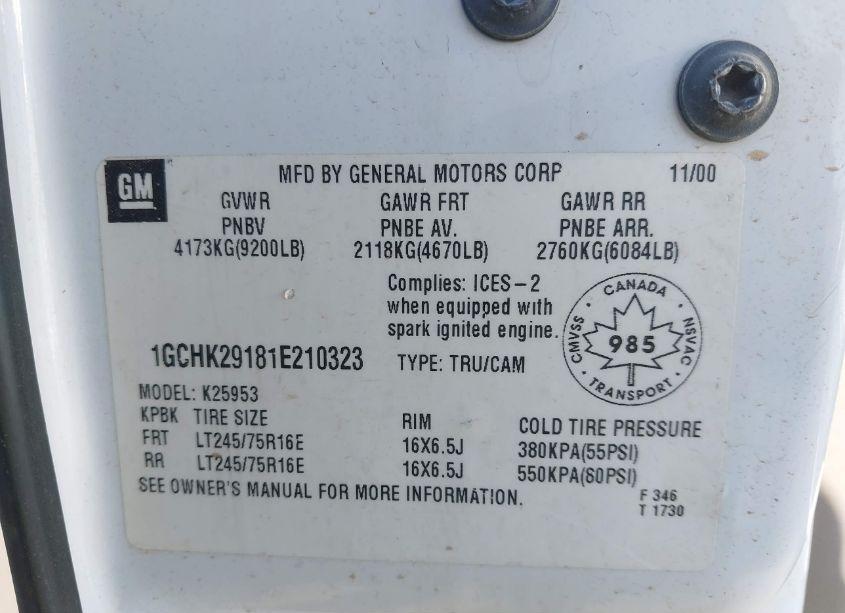 GM
MFD BY GENERAL MOTORS CORP 11/00
GVWR GAWR FRT GAWR RR
PNBV PNBE AV. PNBE ARR.
4173KG(9200LB) 2118KG(4670LB) 2760KG(6084LB)
Complies: ICES-2
when equipped with
spark ignited engine.
CANADA
CMVSS 985 NSVAC
TRANSPORT
1GCHK29181E210323 TYPE: TRU/CAM
MODEL: K25953
KPBK TIRE SIZE RIM COLD TIRE PRESSURE
FRT LT245/75R16E 16X6.5J 380KPA(55PSI)
RR LT245/75R16E 16X6.5J 550KPA(80PSI)
SEE OWNER'S MANUAL FOR MORE INFORMATION.
F 346
T 1730